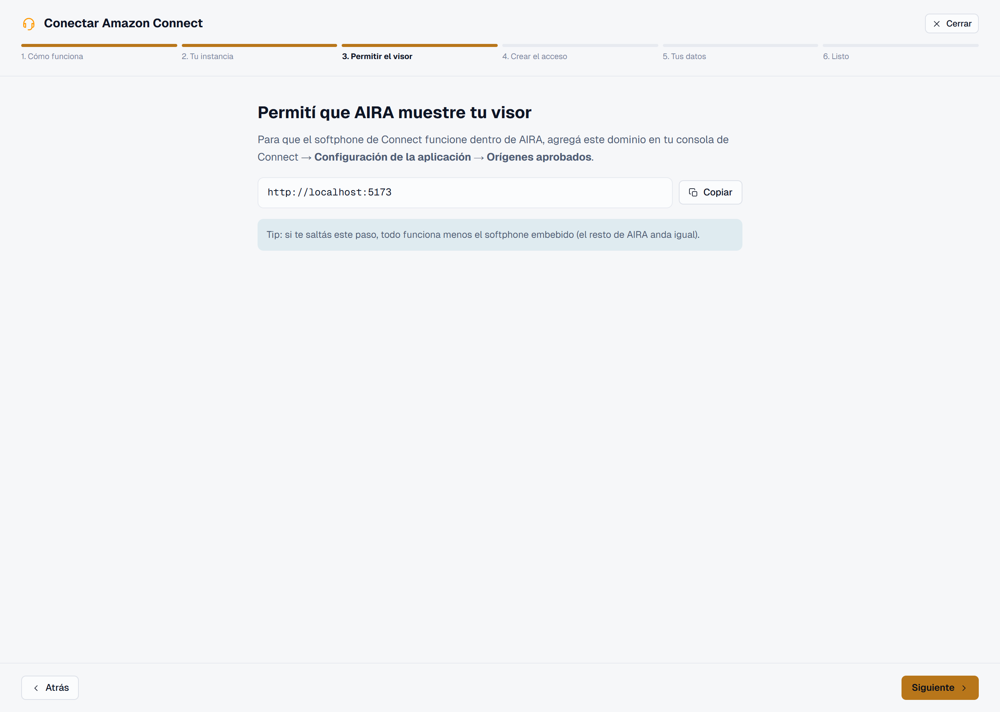 Conectar Amazon Connect
Cerrar
1. Cómo funciona
2. Tu instancia
3. Permitir el visor
4. Crear el acceso
5. Tus datos
6. Listo
Permití que AIRA muestre tu visor
Para que el softphone de Connect funcione dentro de AIRA, agregá este dominio en tu consola de
Connect → Configuración de la aplicación → Orígenes aprobados.
http://localhost:5173
Copiar
Tip: si te saltás este paso, todo funciona menos el softphone embebido (el resto de AIRA anda igual).
Atrás
Siguiente